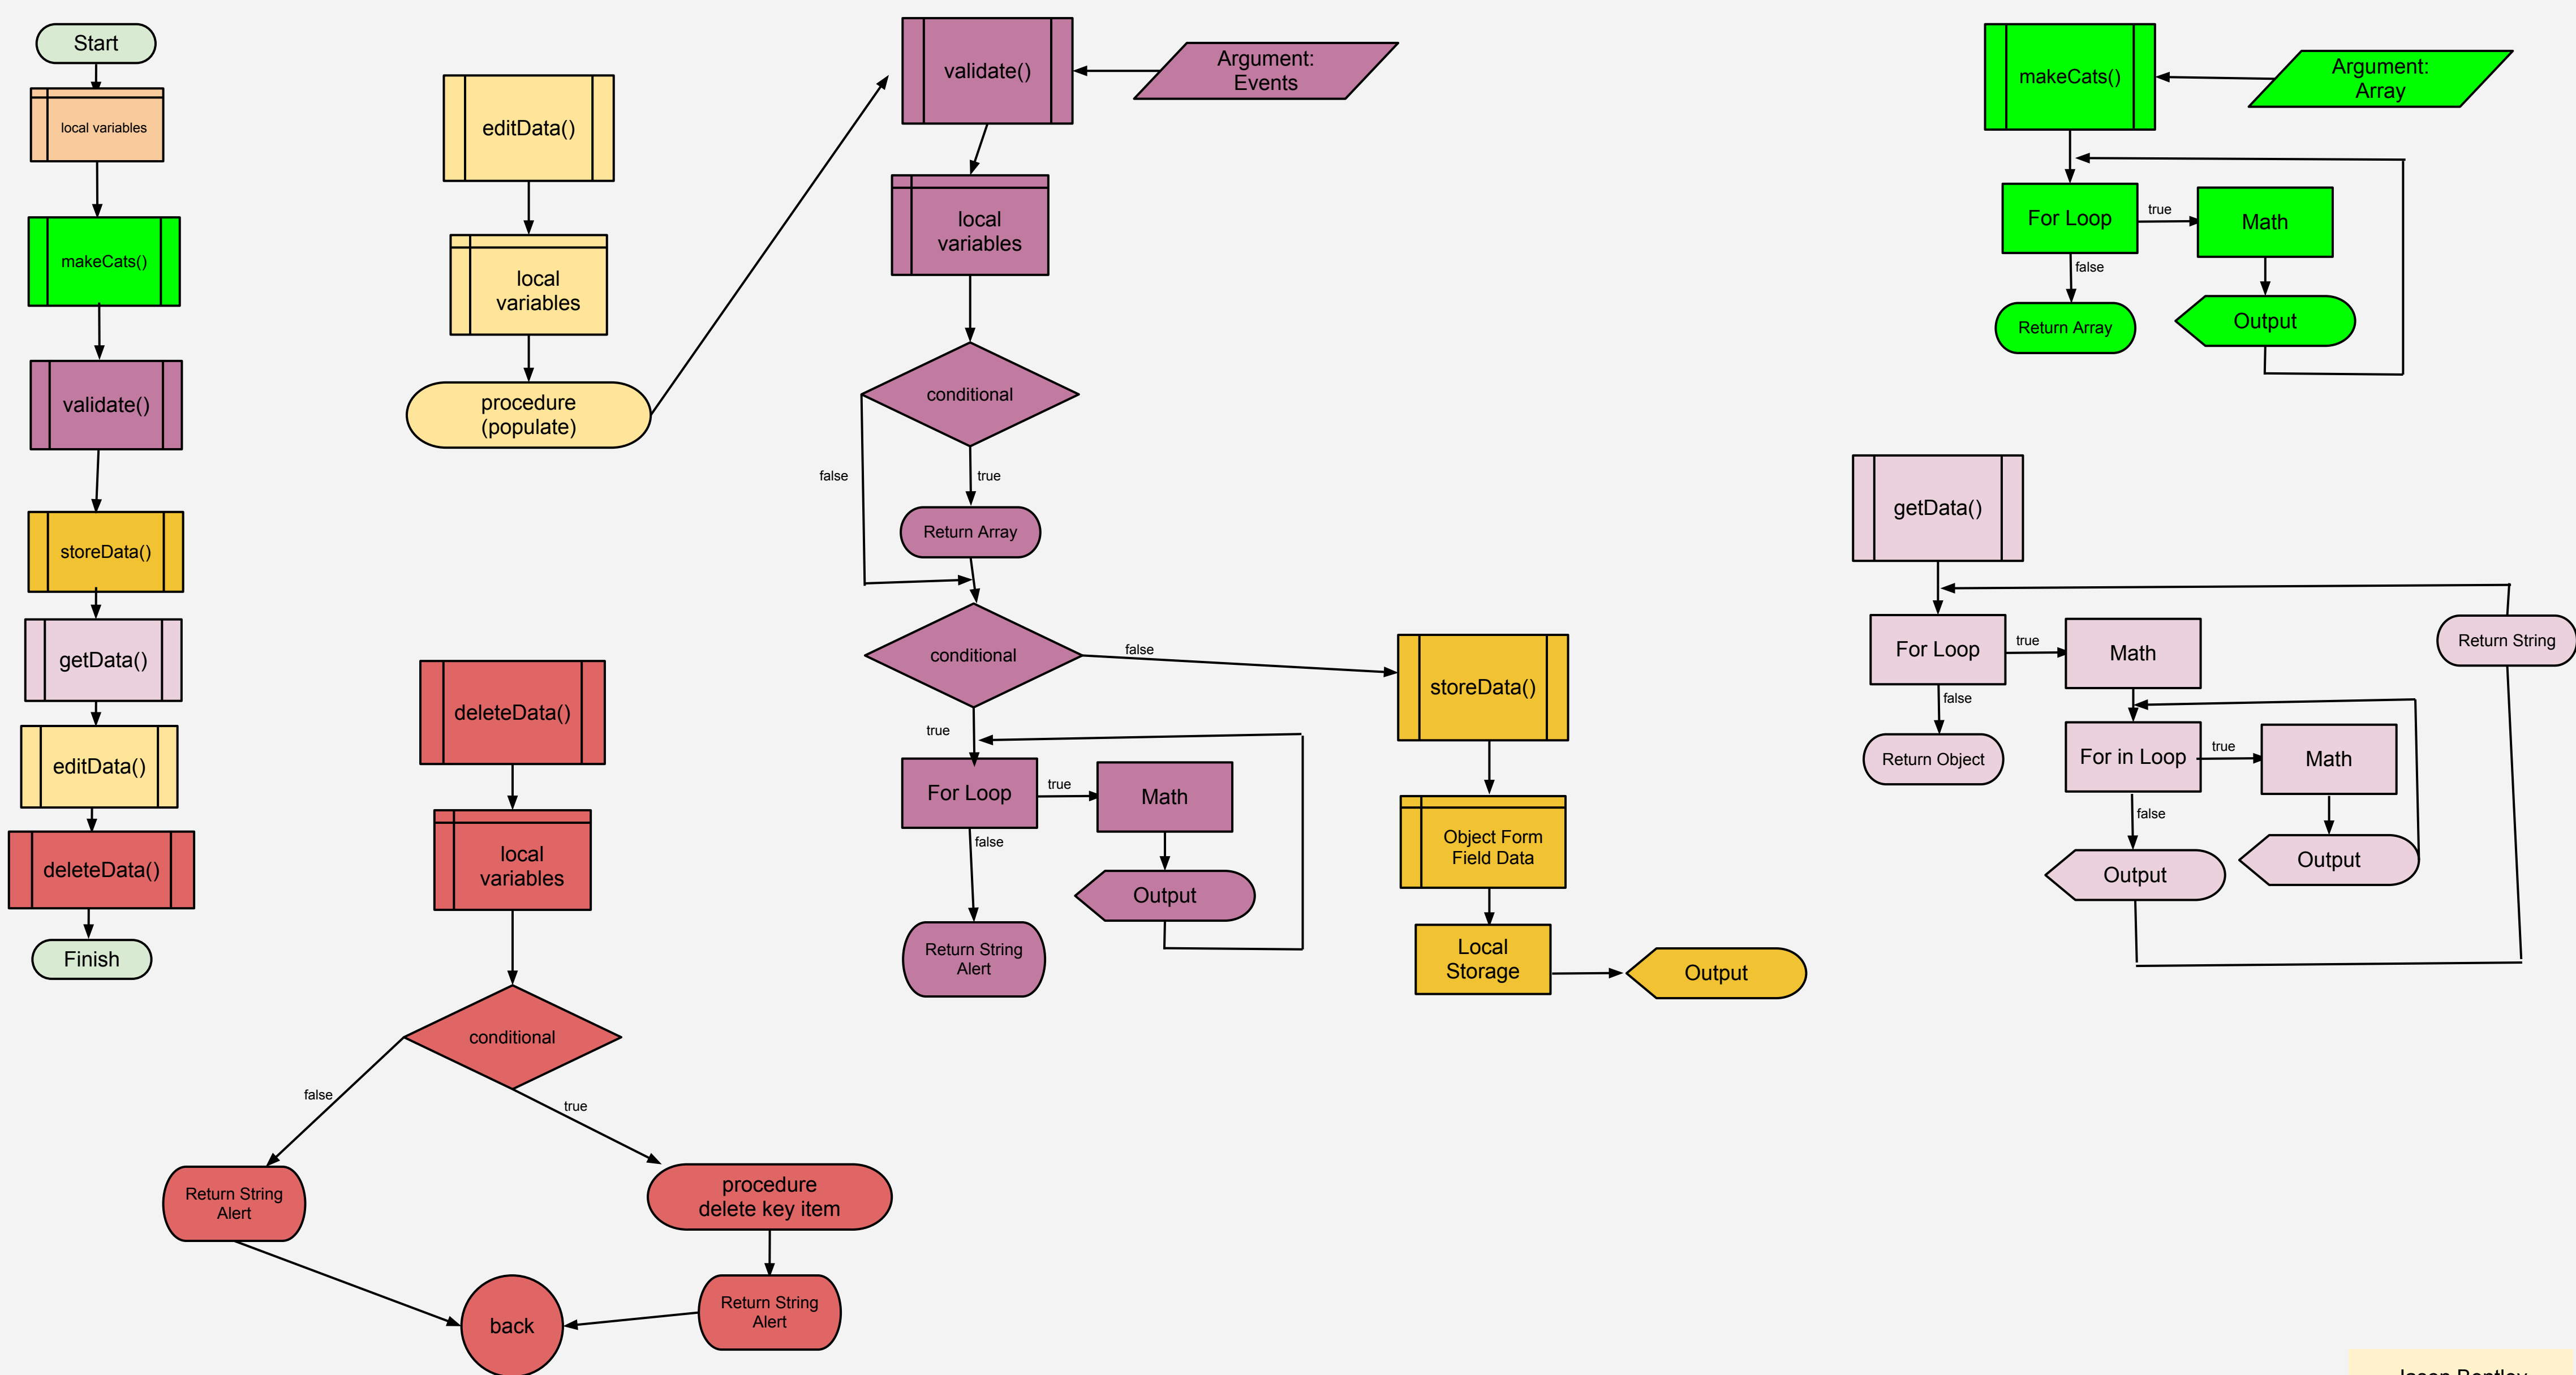 Start
local variables
makeCats()
validate()
storeData()
getData()
editData()
deleteData()
Finish
editData()
local
variables
procedure
(populate)
deleteData()
local
variables
conditional
false
true
Return String
Alert
procedure
delete key item
Return String
Alert
back
validate()
Argument:
Events
local
variables
conditional
false
true
Return Array
conditional
false
true
For Loop
true
Math
false
Output
Return String
Alert
storeData()
Object Form
Field Data
Local
Storage
Output
makeCats()
Argument:
Array
For Loop
true
Math
false
Return Array
Output
getData()
For Loop
true
Math
Return String
false
Return Object
For in Loop
true
Math
false
Output
Output
Jason Bentley